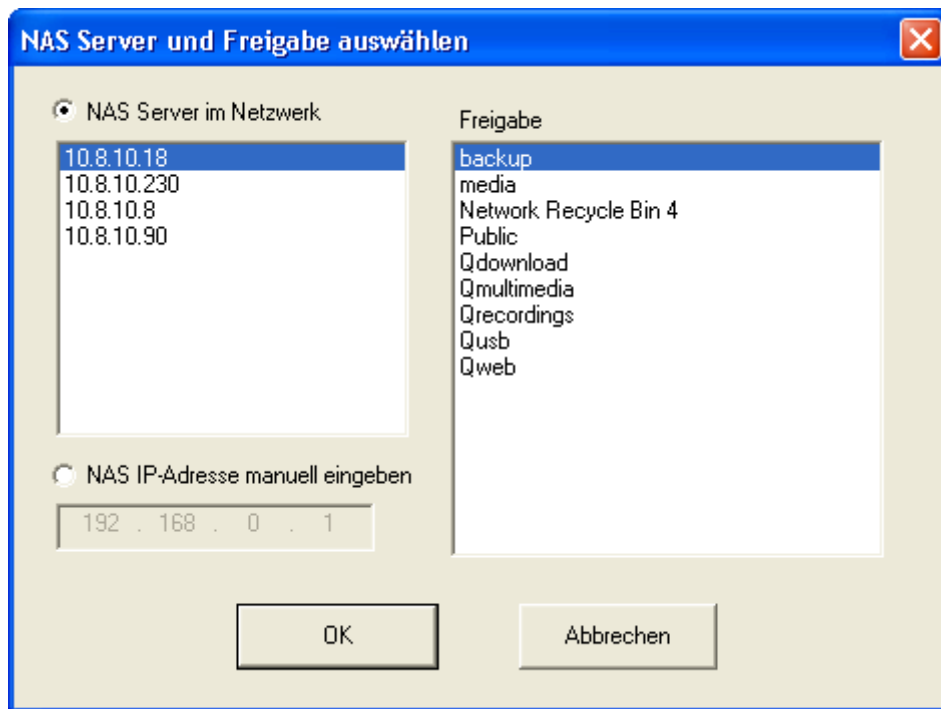 NAS Server und Freigabe auswählen
NAS Server im Netzwerk
10.8.10.18
10.8.10.230
10.8.10.8
10.8.10.90
NAS IP-Adresse manuell eingeben
192 . 168 . 0 . 1
Freigabe
backup
media
Network Recycle Bin 4
Public
Qdownload
Qmultimedia
Qrecordings
Qusb
Qweb
OK
Abbrechen